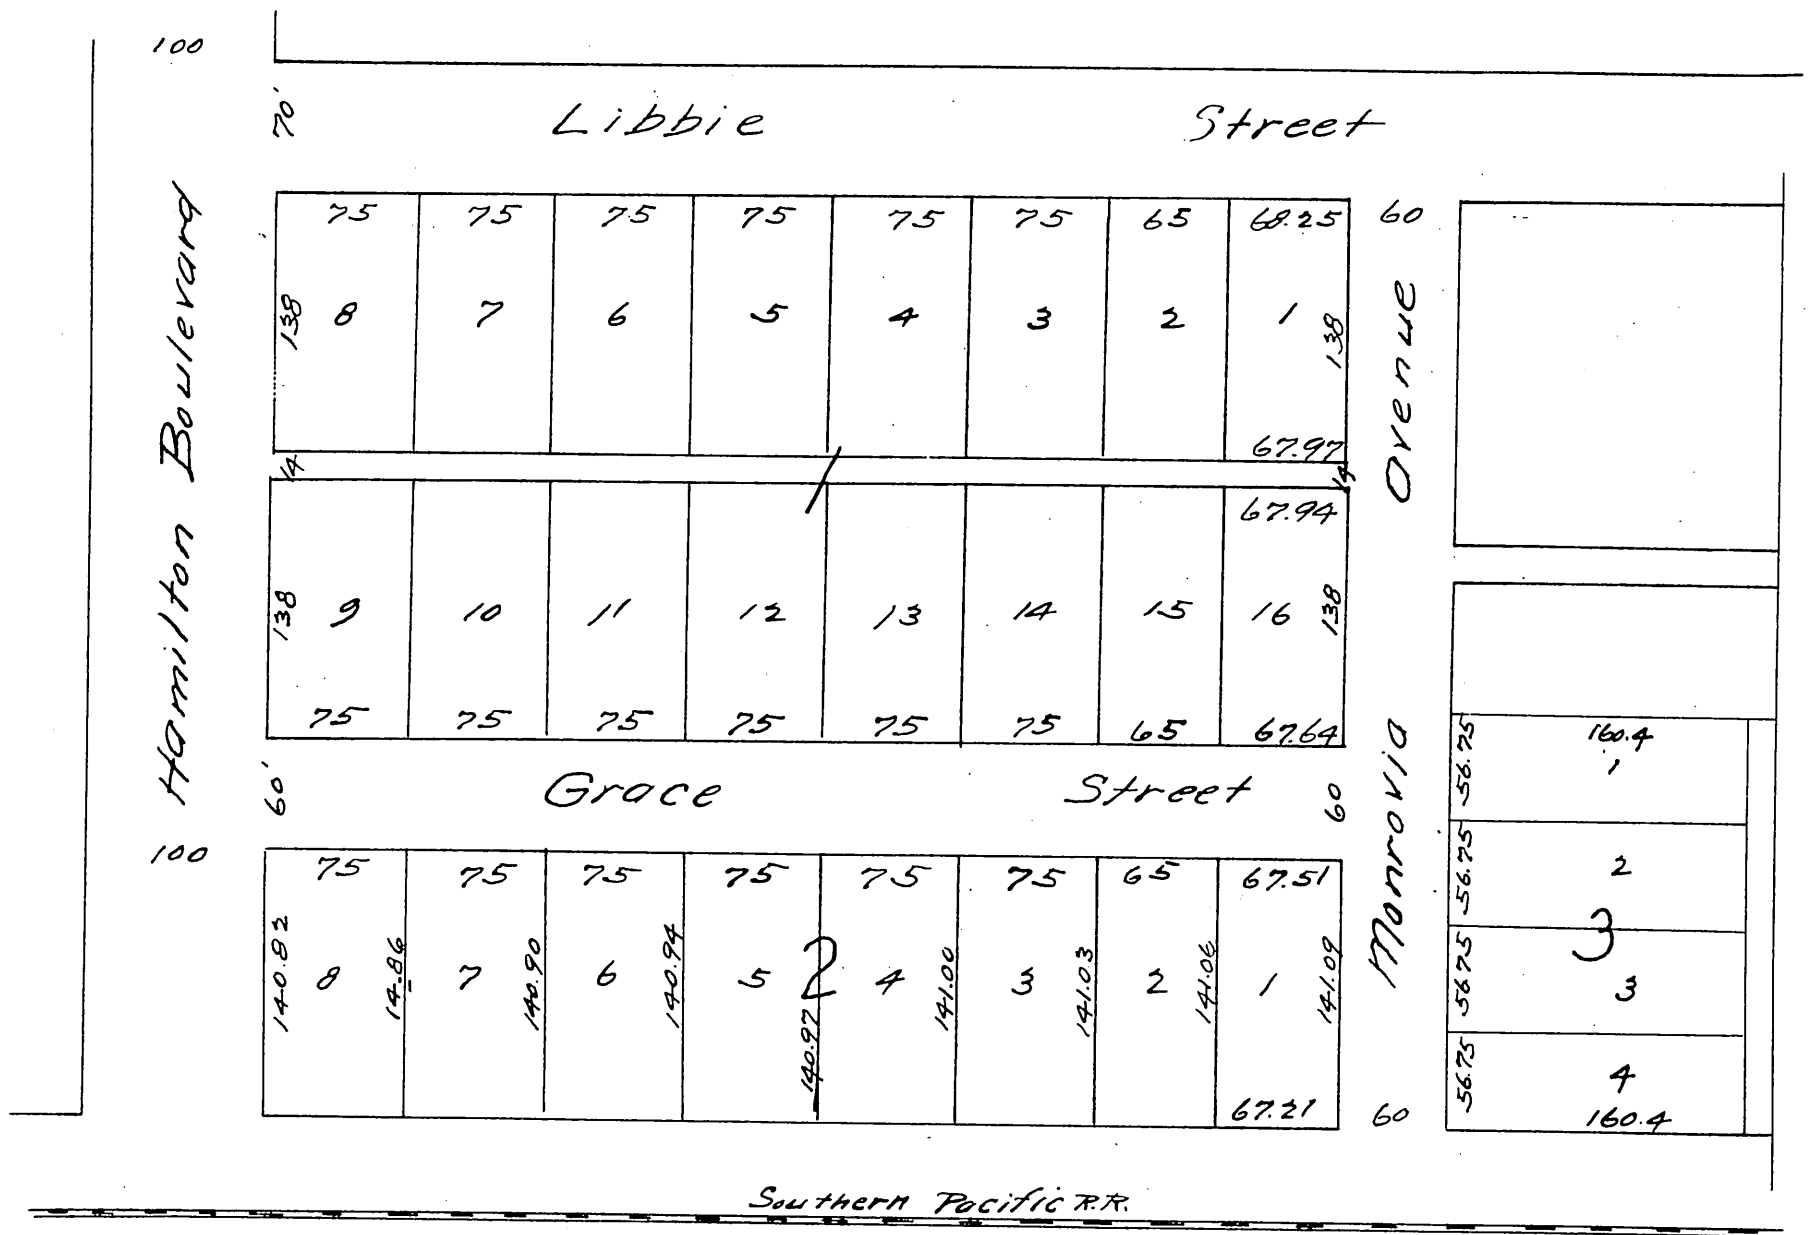 100
70'
Libbie Street
Hamilton Boulevard
75 75 75 75 75 75 65 68.25 60
138 8 7 6 5 4 3 2 1 138
67.97
14 1 14
67.94
138 9 10 11 12 13 14 15 16 138
75 75 75 75 75 75 65 67.64
Monrovia Avenue
60' Grace Street 60
100
75 75 75 75 75 75 65 67.51
140.82 8 14.86 7 140.90 6 140.94 5 140.97 2 4 141.00 3 141.03 2 141.06 1 141.09
67.21 60
56.75 160.4
1
56.75 2
3
56.75 3
56.75 4
160.4
Southern Pacific R.R.